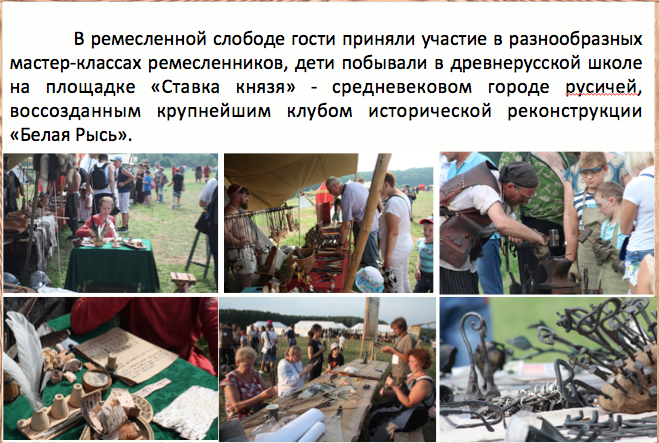 В ремесленной слободе гости приняли участие в разнообразных
мастер-классах ремесленников, дети побывали в древнерусской школе
на площадке «Ставка князя» - средневековом городе русичей,
воссозданным крупнейшим клубом исторической реконструкции
«Белая Рысь».